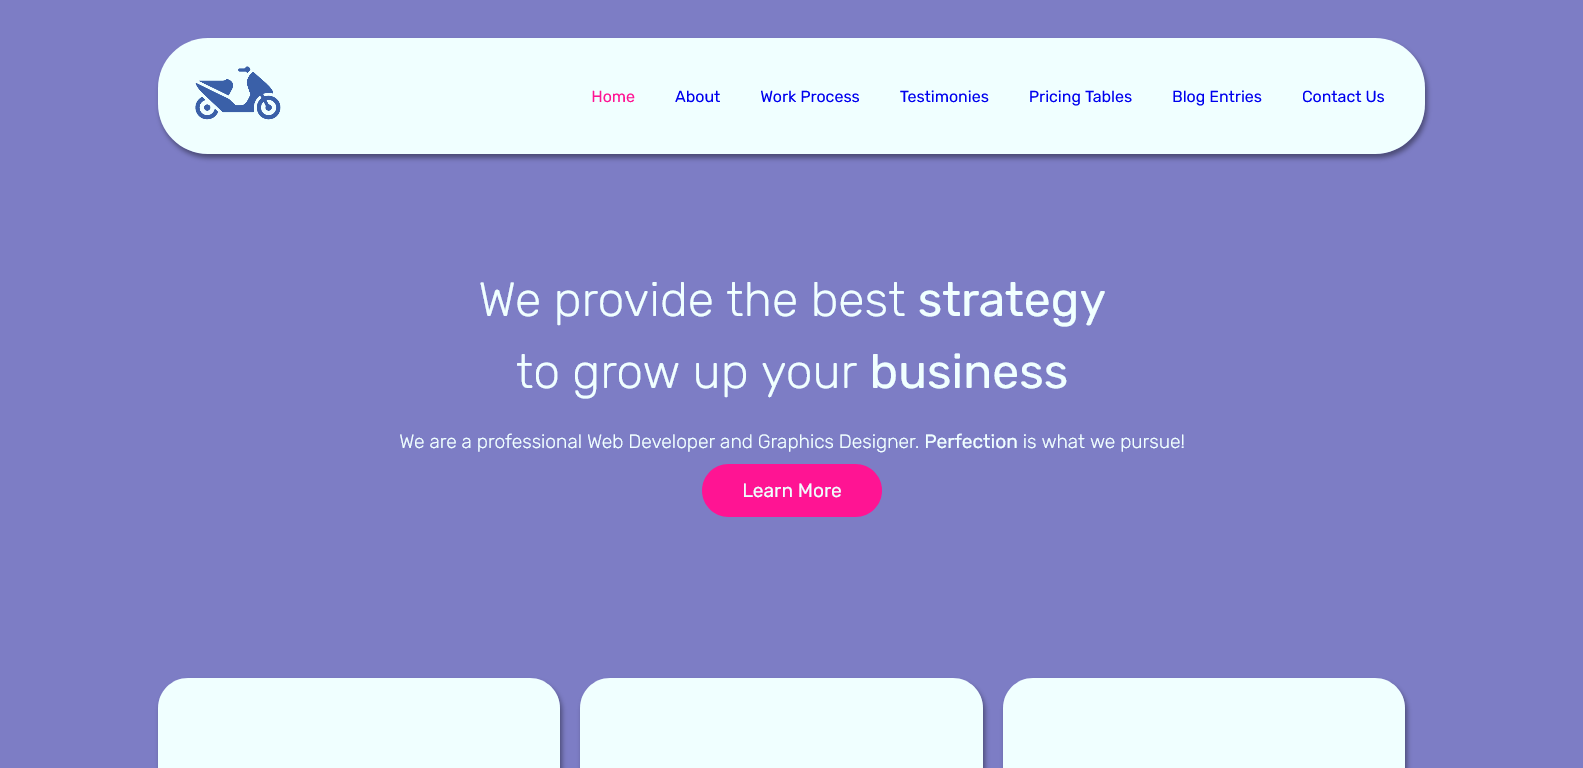 Home About Work Process Testimonies Pricing Tables Blog Entries Contact Us
We provide the best strategy
to grow up your business
We are a professional Web Developer and Graphics Designer. Perfection is what we pursue!
Learn More